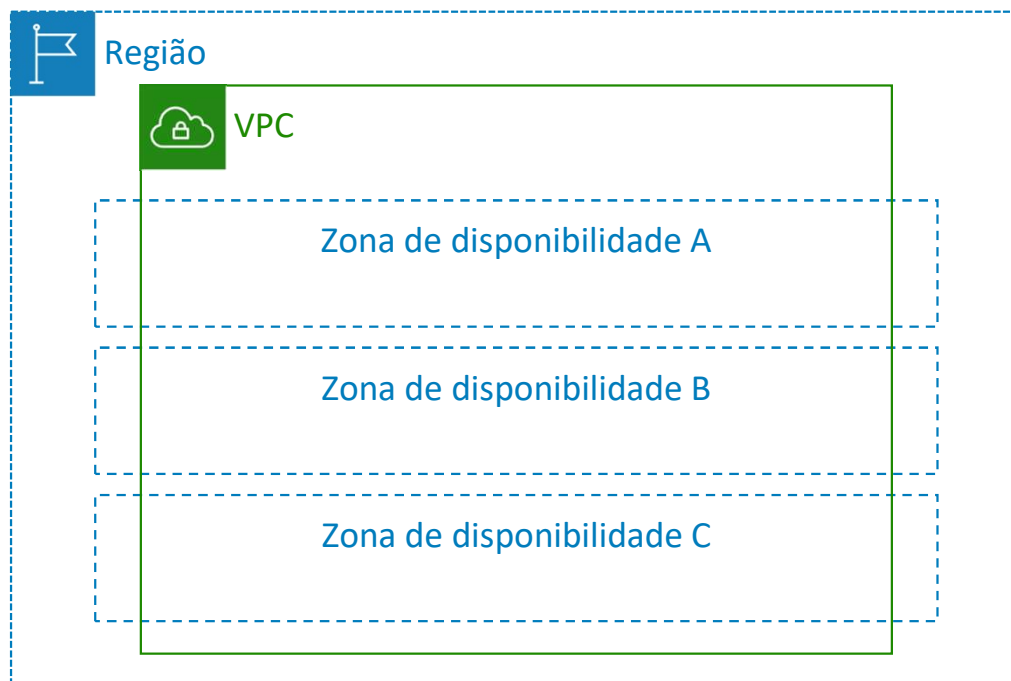 Região
VPC
Zona de disponibilidade A
Zona de disponibilidade B
Zona de disponibilidade C